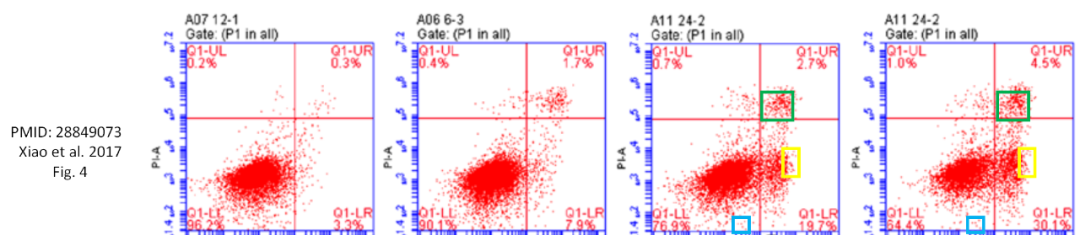 PMID: 28849073
Xiao et al. 2017
Fig. 4
A07 12-1
Gate: (P1 in all)
Q1-UL
0.2%
Q1-UR
0.3%
Q1-LL
96.2%
Q1-LR
3.3%
PI-A
A06 6-3
Gate: (P1 in all)
Q1-UL
0.4%
Q1-UR
1.7%
Q1-LL
90.1%
Q1-LR
7.9%
PI-A
A11 24-2
Gate: (P1 in all)
Q1-UL
0.7%
Q1-UR
2.7%
Q1-LL
76.9%
Q1-LR
19.7%
PI-A
A11 24-2
Gate: (P1 in all)
Q1-UL
1.0%
Q1-UR
4.5%
Q1-LL
64.4%
Q1-LR
30.1%
PI-A